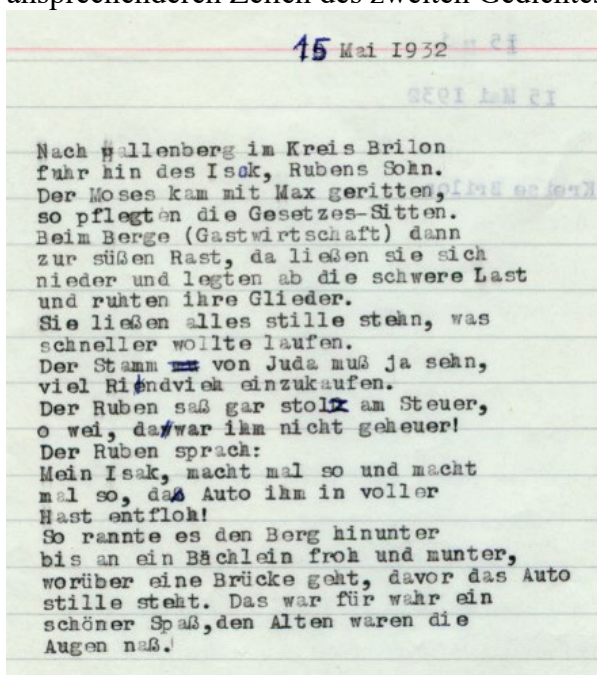 ansprechenderen Zeilen des zweiten Gedichtes
15 Mai 1932
Nach Hallenberg im Kreis Brilon
fuhr hin des Isak, Rubens Sohn.
Der Moses kam mit Max geritten,
so pflegten die Gesetzes-Sitten.
Beim Berge (Gastwirtschaft) dann
zur süßen Rast, da ließen sie sich
nieder und legten ab die schwere Last
und ruhten ihre Glieder.
Sie ließen alles stille stehn, was
schneller wollte laufen.
Der Stamm von Juda muß ja sehn,
viel Rindvieh einzukaufen.
Der Ruben saß gar stolz am Steuer,
o wei, da war ihm nicht geheuer!
Der Ruben sprach:
Mein Isak, macht mal so und macht
mal so, daß Auto ihm in voller
Hast entfloh!
So rannte es den Berg hinunter
bis an ein Bächlein froh und munter,
worüber eine Brücke geht, davor das Auto
stille steht. Das war für wahr ein
schöner Spaß,den Alten waren die
Augen naß.